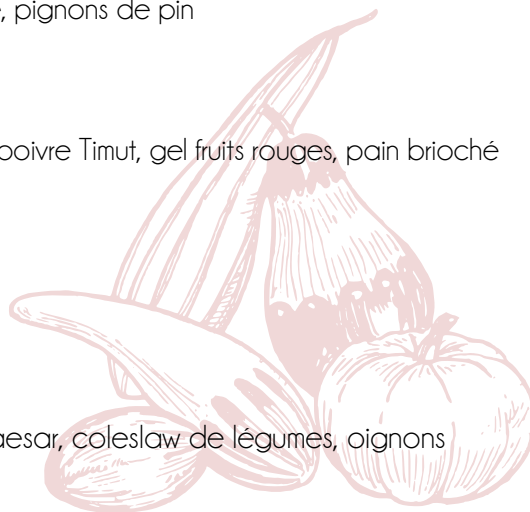 , pignons de pin
poivre Timut, gel fruits rouges, pain brioché
aesar, coleslaw de légumes, oignons